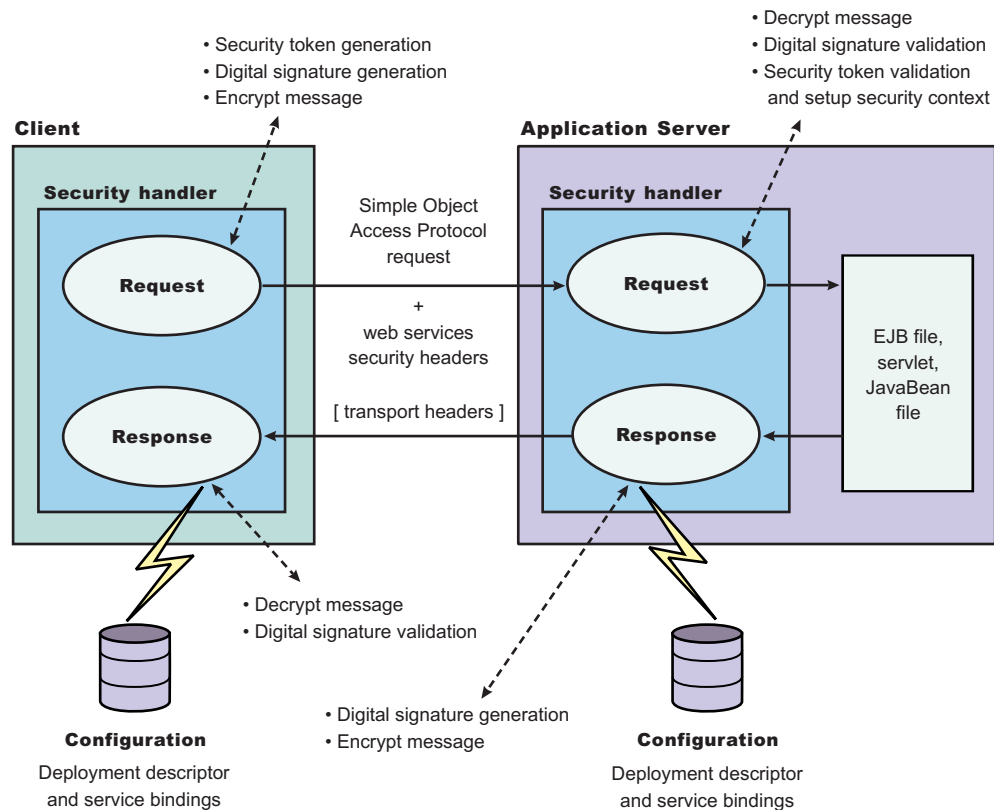 • Security token generation
• Digital signature generation
• Encrypt message
• Decrypt message
• Digital signature validation
• Security token validation
and setup security context
Client
Application Server
Security handler
Security handler
Simple Object
Access Protocol
request
Request
Request
+
web services
security headers
EJB file,
servlet,
JavaBean
file
[ transport headers ]
Response
Response
• Decrypt message
• Digital signature validation
• Digital signature generation
• Encrypt message
Configuration
Deployment descriptor
and service bindings
Configuration
Deployment descriptor
and service bindings